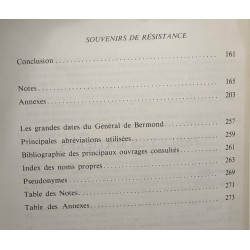 SOUVENIRS DE RÉSISTANCE
Conclusion 161
Notes 165
Annexes 203
Les grandes dates du Général de Bermond 257
Principales abréviations utilisées 259
Bibliographie des principaux ouvrages consultés 261
Index des noms propres 263
Pseudonymes 269
Table des Notes 271
Table des Annexes 273